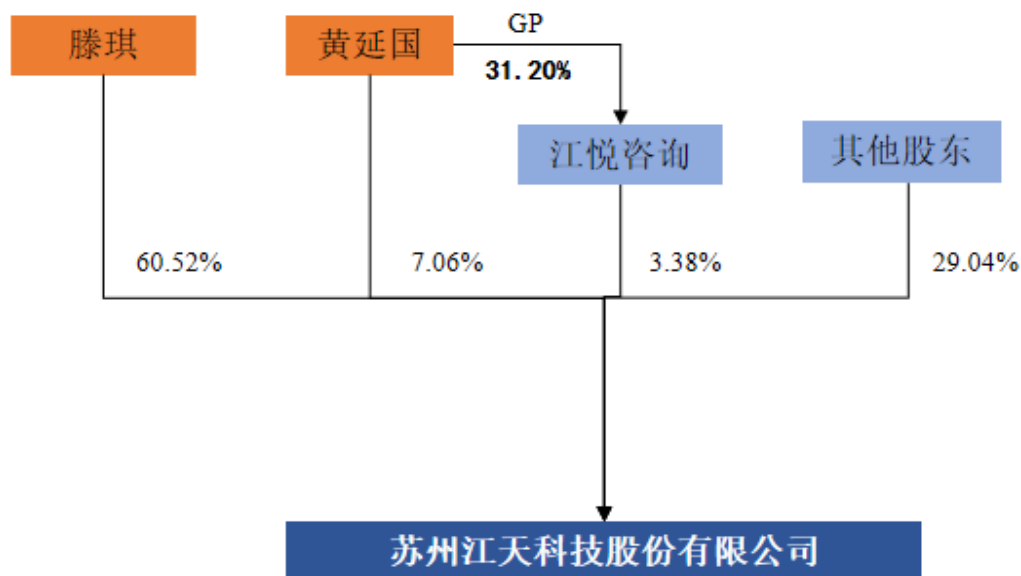 GP
滕琪
黄延国
31.20%
江悦咨询
其他股东
60.52%
7.06%
3.38%
29.04%
苏州江天科技股份有限公司